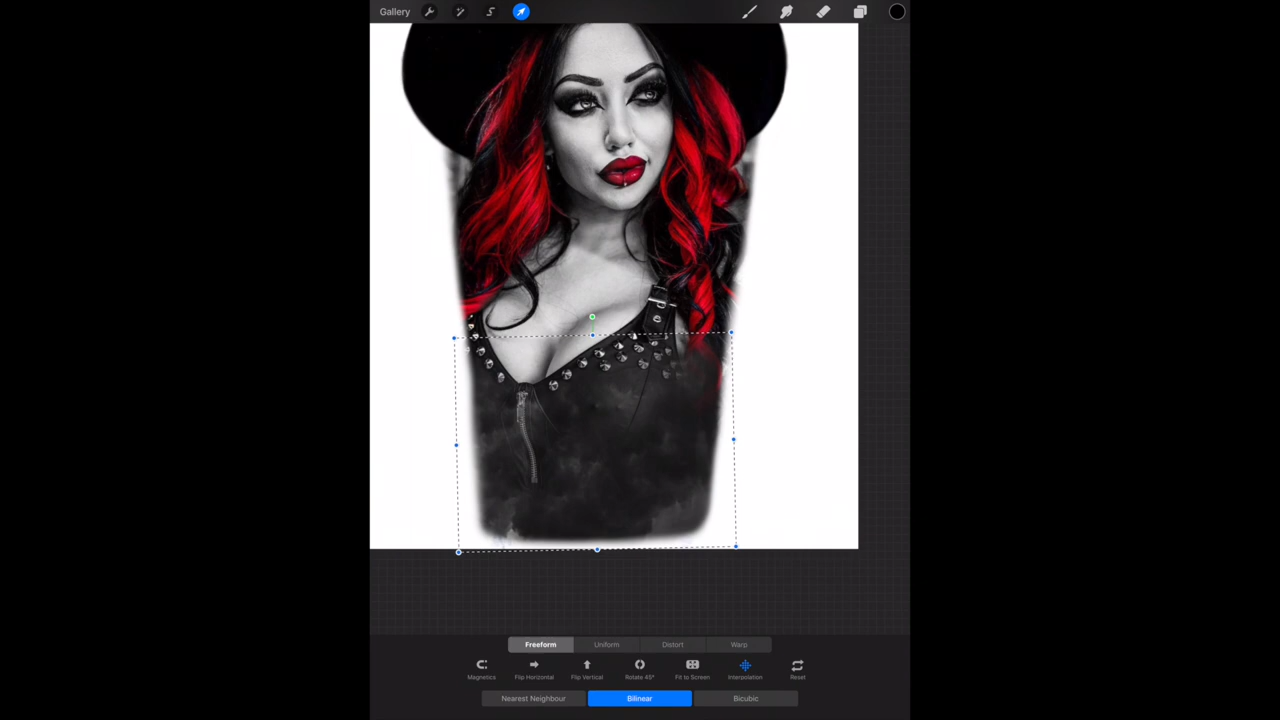 Gallery
Freeform Uniform Distort Warp
Magnetics Flip Horizontal Flip Vertical Rotate 45° Fit to Screen Interpolation Reset
Nearest Neighbour Bilinear Bicubic